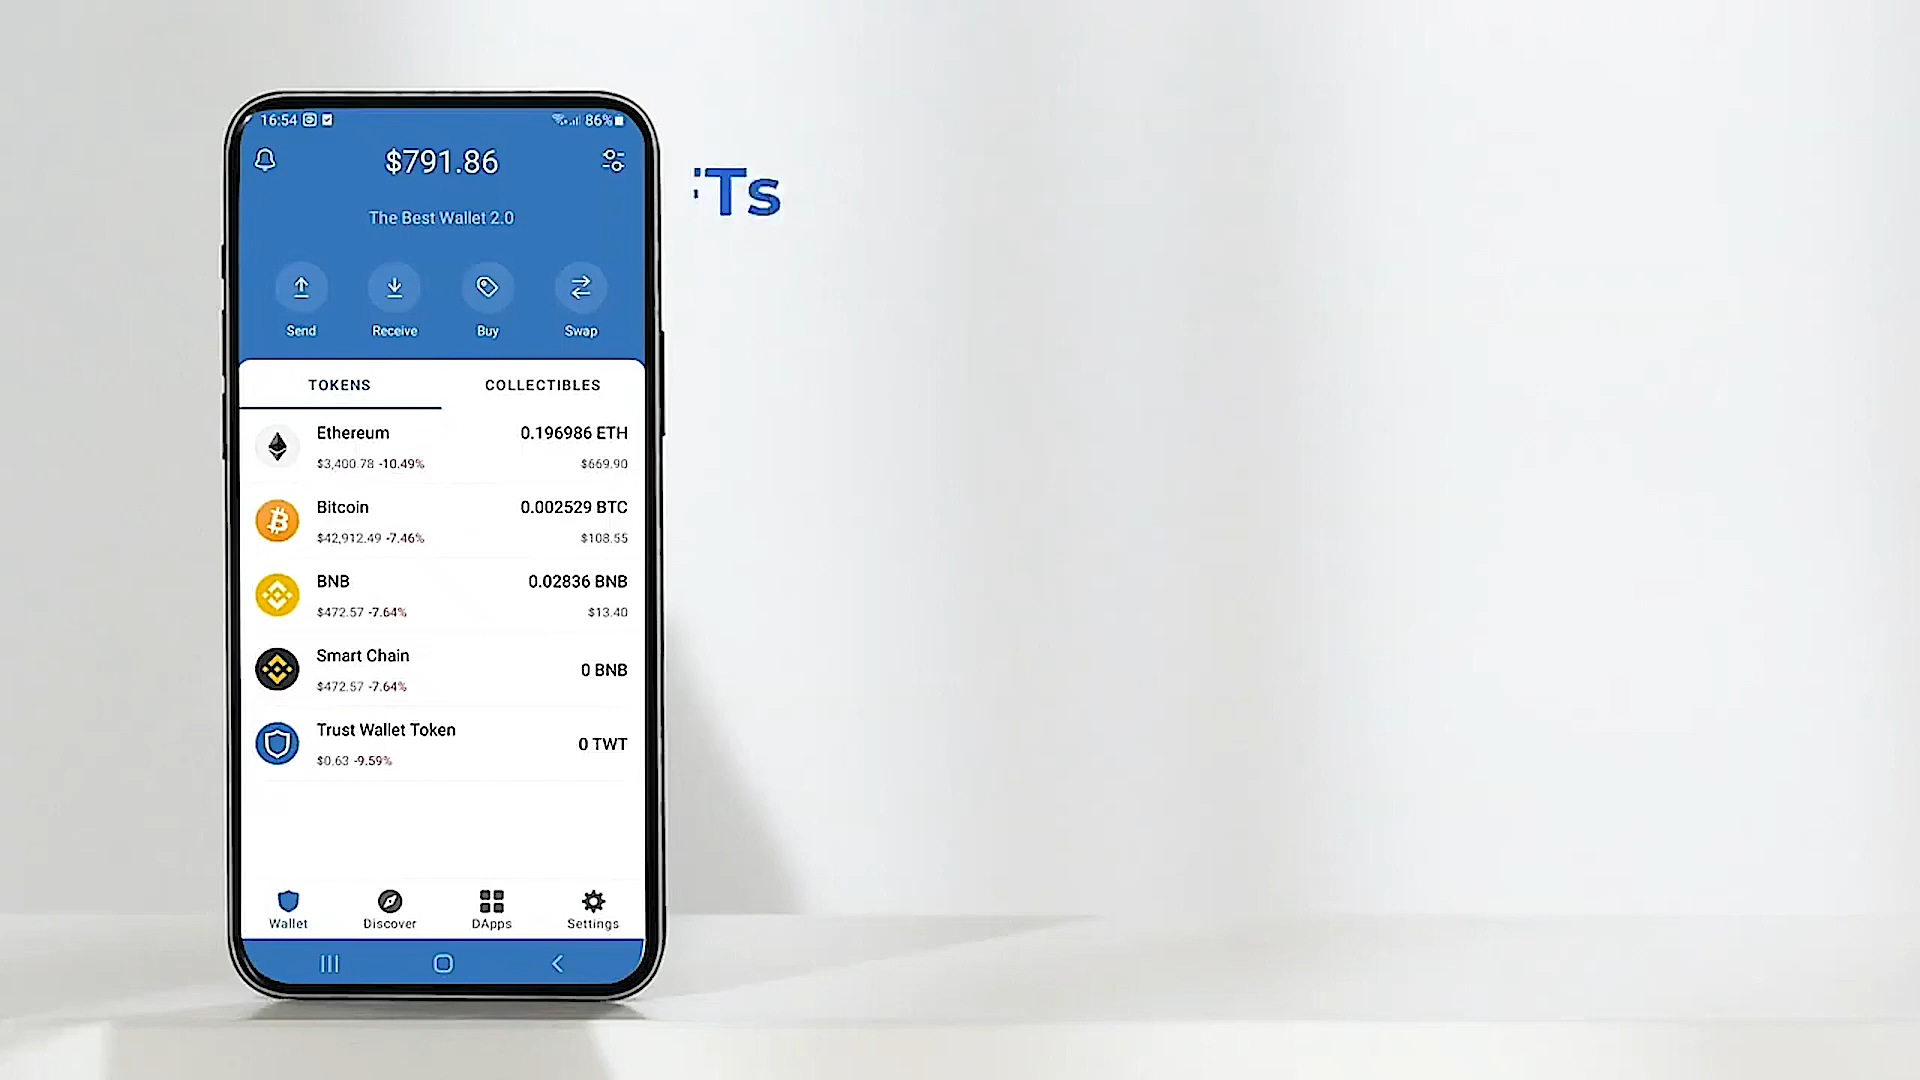 16:54
86%
$791.86
The Best Wallet 2.0
Send
Receive
Buy
Swap
TOKENS
COLLECTIBLES
Ethereum
0.196986 ETH
$3,400.78 -10.49%
$669.90
Bitcoin
0.002529 BTC
$42,912.49 -7.46%
$108.55
BNB
0.02836 BNB
$472.57 -7.64%
$13.40
Smart Chain
0 BNB
$472.57 -7.64%
Trust Wallet Token
0 TWT
$0.63 -9.59%
Wallet
Discover
DApps
Settings
Ts